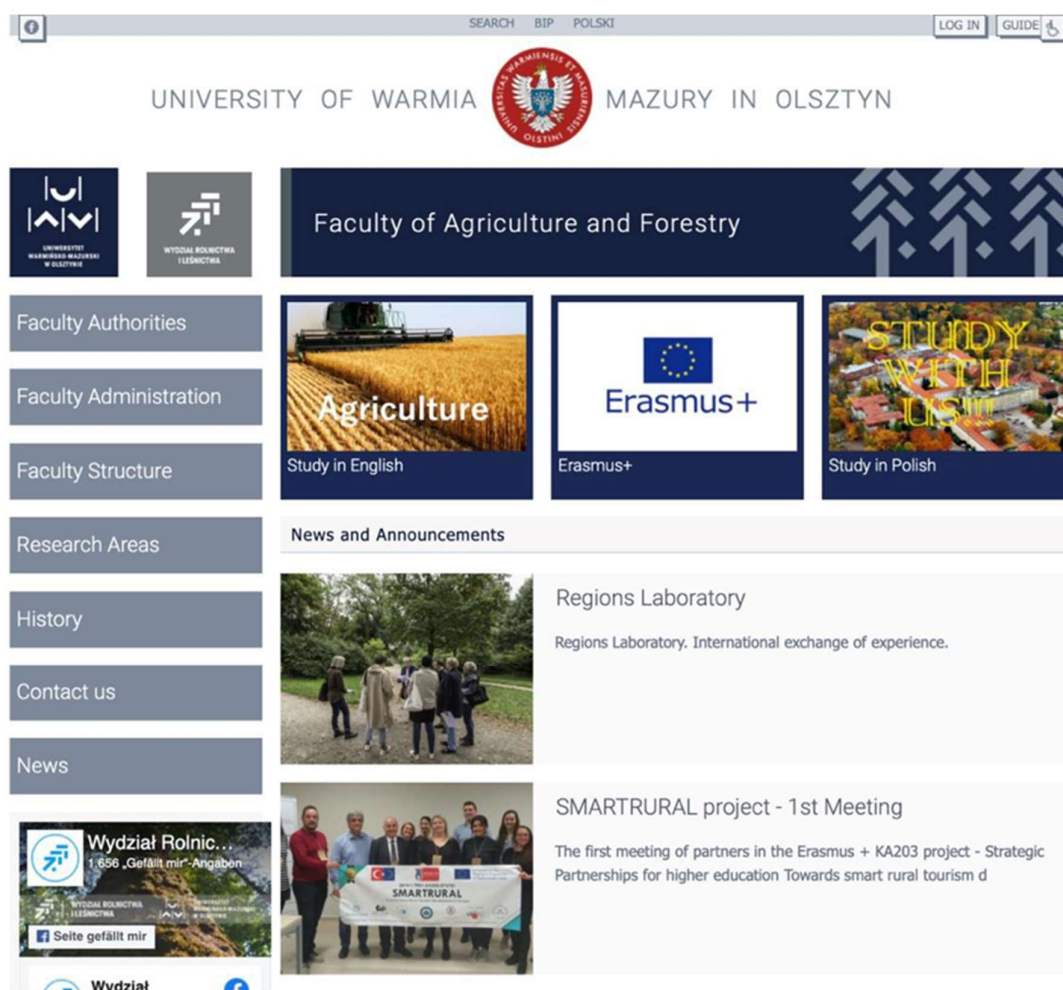 SEARCH BIP POLSKI
LOG IN GUIDE
UNIVERSITY OF WARMIA
UNIVERSITAS WARMIENSIS ET MASURIENSIS OLSTINI
MAZURY IN OLSZTYN
UNIWERSYTET
WARMIŃSKO-MAZURSKI
W OLSZTYNIE
WYDZIAŁ ROLNICTWA
I LEŚNICTWA
Faculty of Agriculture and Forestry
Faculty Authorities
Faculty Administration
Faculty Structure
Research Areas
History
Contact us
News
Agriculture
Study in English
Erasmus+
Erasmus+
STUDY
WITH
US!!!
Study in Polish
News and Announcements
Regions Laboratory
Regions Laboratory. International exchange of experience.
SMARTRURAL
SMARTRURAL project - 1st Meeting
The first meeting of partners in the Erasmus + KA203 project - Strategic
Partnerships for higher education Towards smart rural tourism d
Wydział Rolnic...
1.656 „Gefällt mir“-Angaben
WYDZIAŁ ROLNICTWA
I LEŚNICTWA
Seite gefällt mir
Wydział